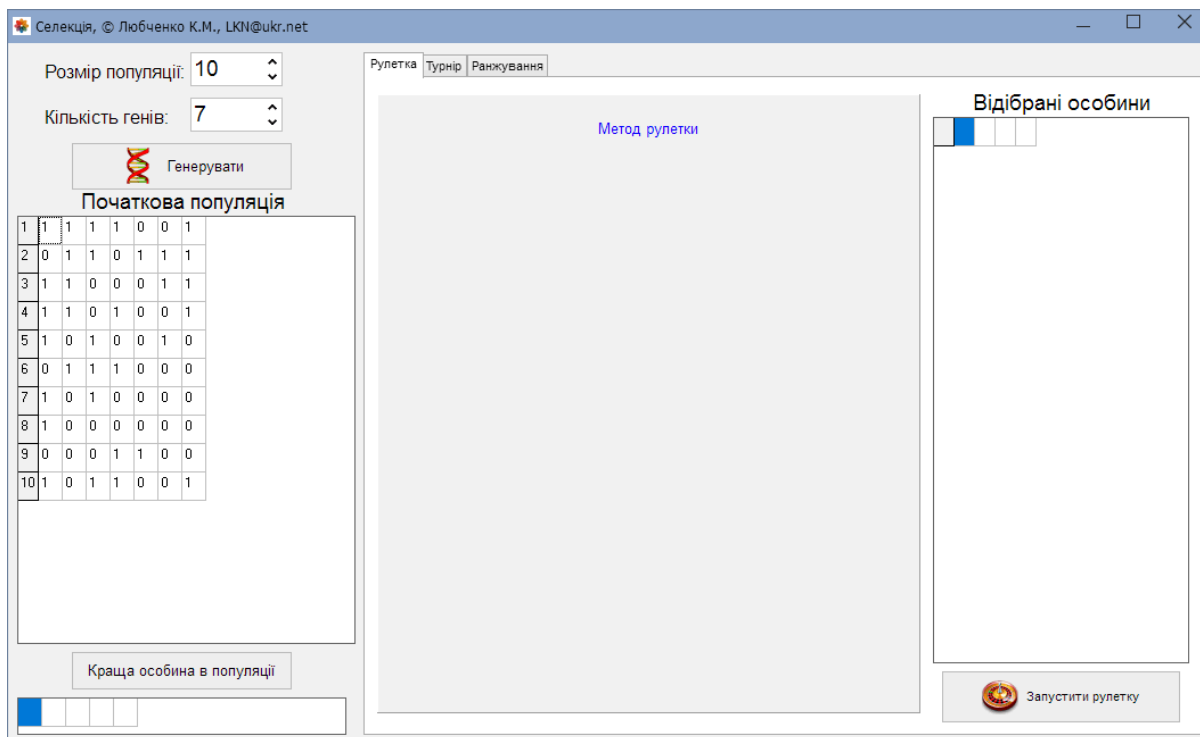 Селекція, © Любченко К.М., LKN@ukr.net
Розмір популяції: 10
Кількість генів: 7
Генерувати
Початкова популяція
1 1 1 1 1 0 0 1
2 0 1 1 0 1 1 1
3 1 1 0 0 0 1 1
4 1 1 0 1 0 0 1
5 1 0 1 0 0 1 0
6 0 1 1 1 0 0 0
7 1 0 1 0 0 0 0
8 1 0 0 0 0 0 0
9 0 0 0 1 1 0 0
10 1 0 1 1 0 0 1
Краща особина в популяції
Рулетка Турнір Ранжування
Метод рулетки
Відібрані особини
Запустити рулетку